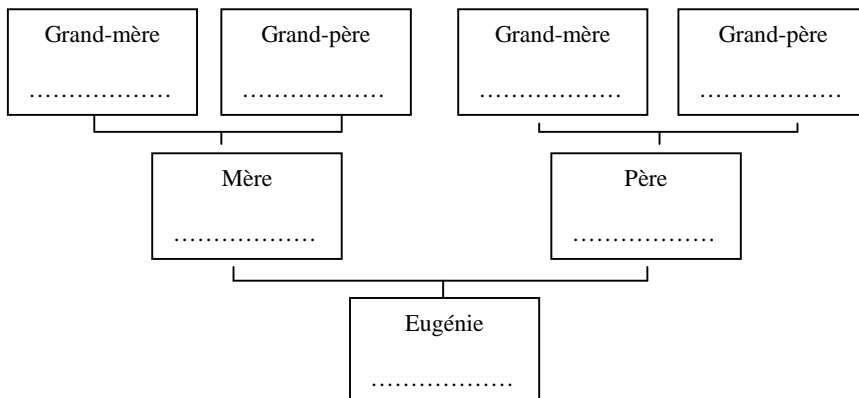 Grand-mère Grand-père Grand-mère Grand-père
……………… ……………… ……………… ………………
Mère Père
……………… ………………
Eugénie
………………